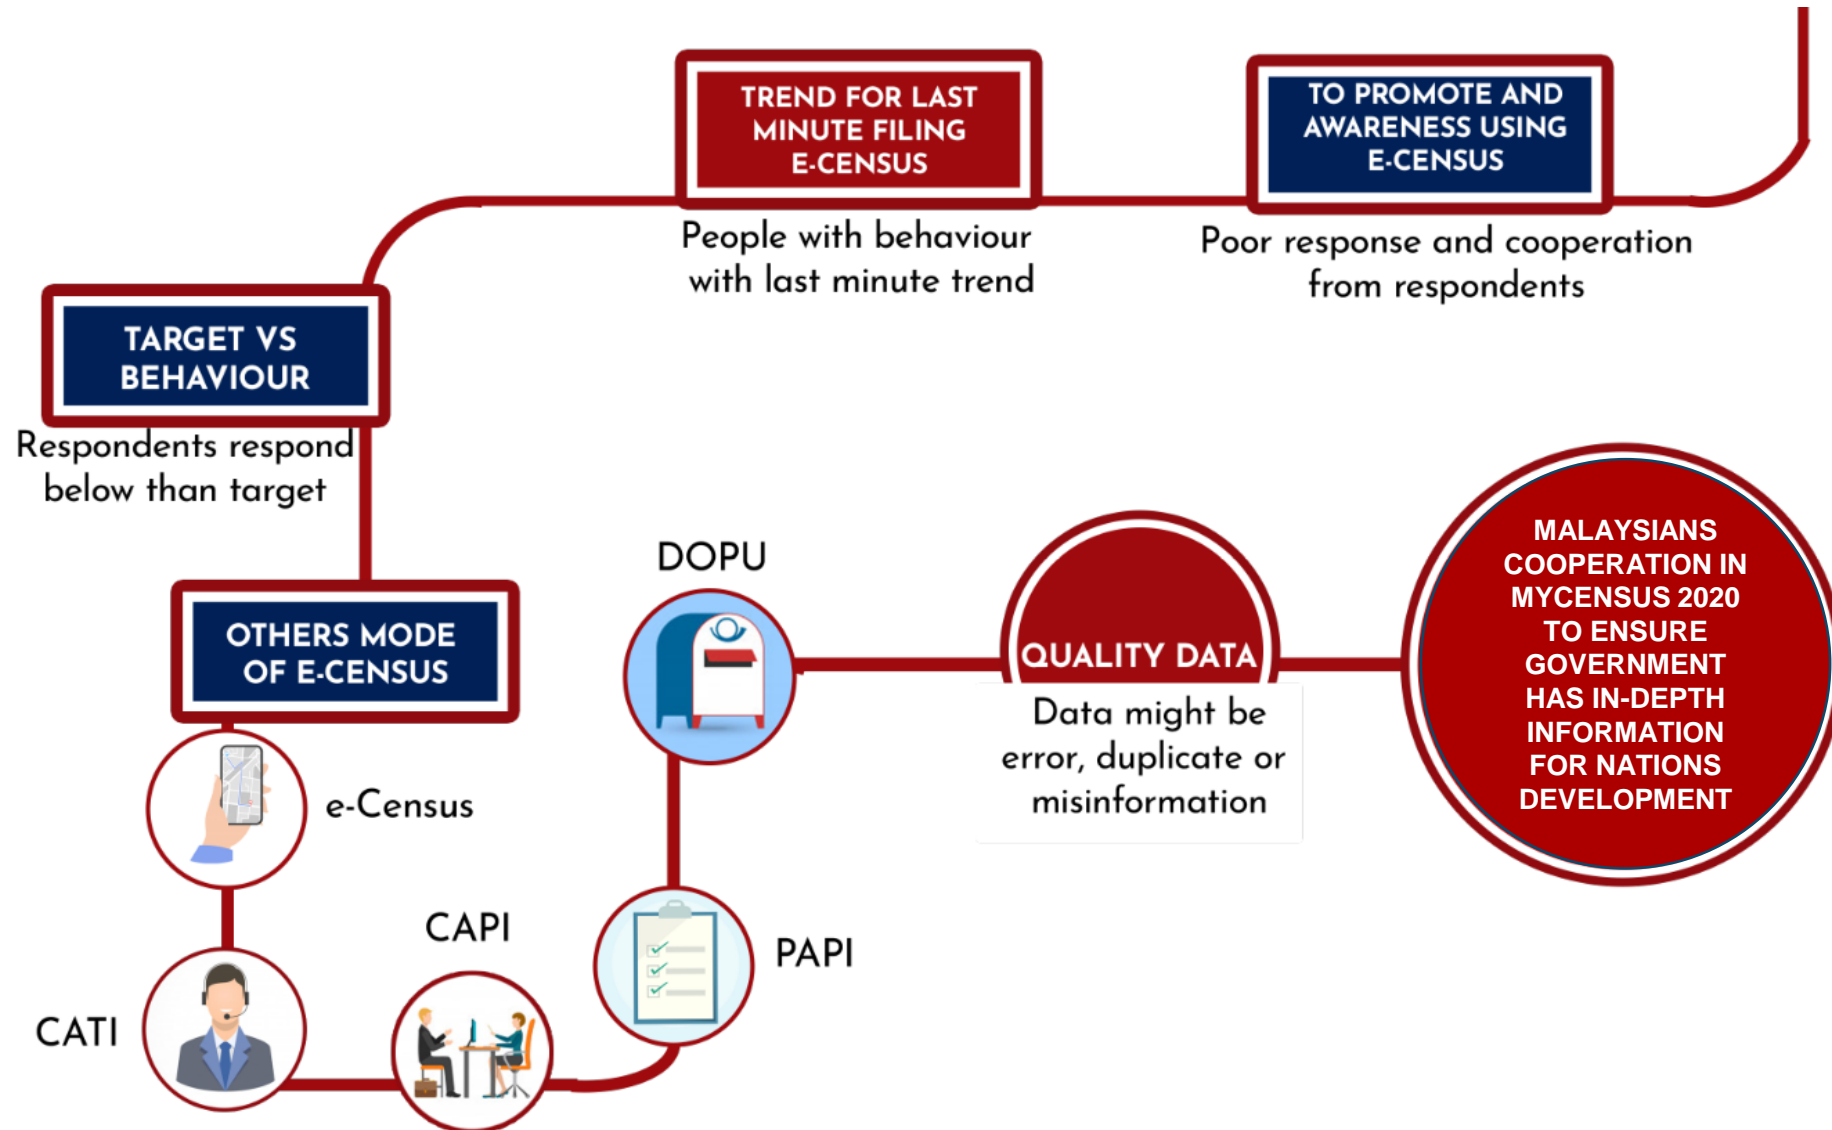 TREND FOR LAST
MINUTE FILING
E-CENSUS
People with behaviour
with last minute trend
TO PROMOTE AND
AWARENESS USING
E-CENSUS
Poor response and cooperation
from respondents
TARGET VS
BEHAVIOUR
Respondents respond
below than target
OTHERS MODE
OF E-CENSUS
e-Census
CATI
CAPI
PAPI
DOPU
QUALITY DATA
Data might be
error, duplicate or
misinformation
MALAYSIANS
COOPERATION IN
MYCENSUS 2020
TO ENSURE
GOVERNMENT
HAS IN-DEPTH
INFORMATION
FOR NATIONS
DEVELOPMENT